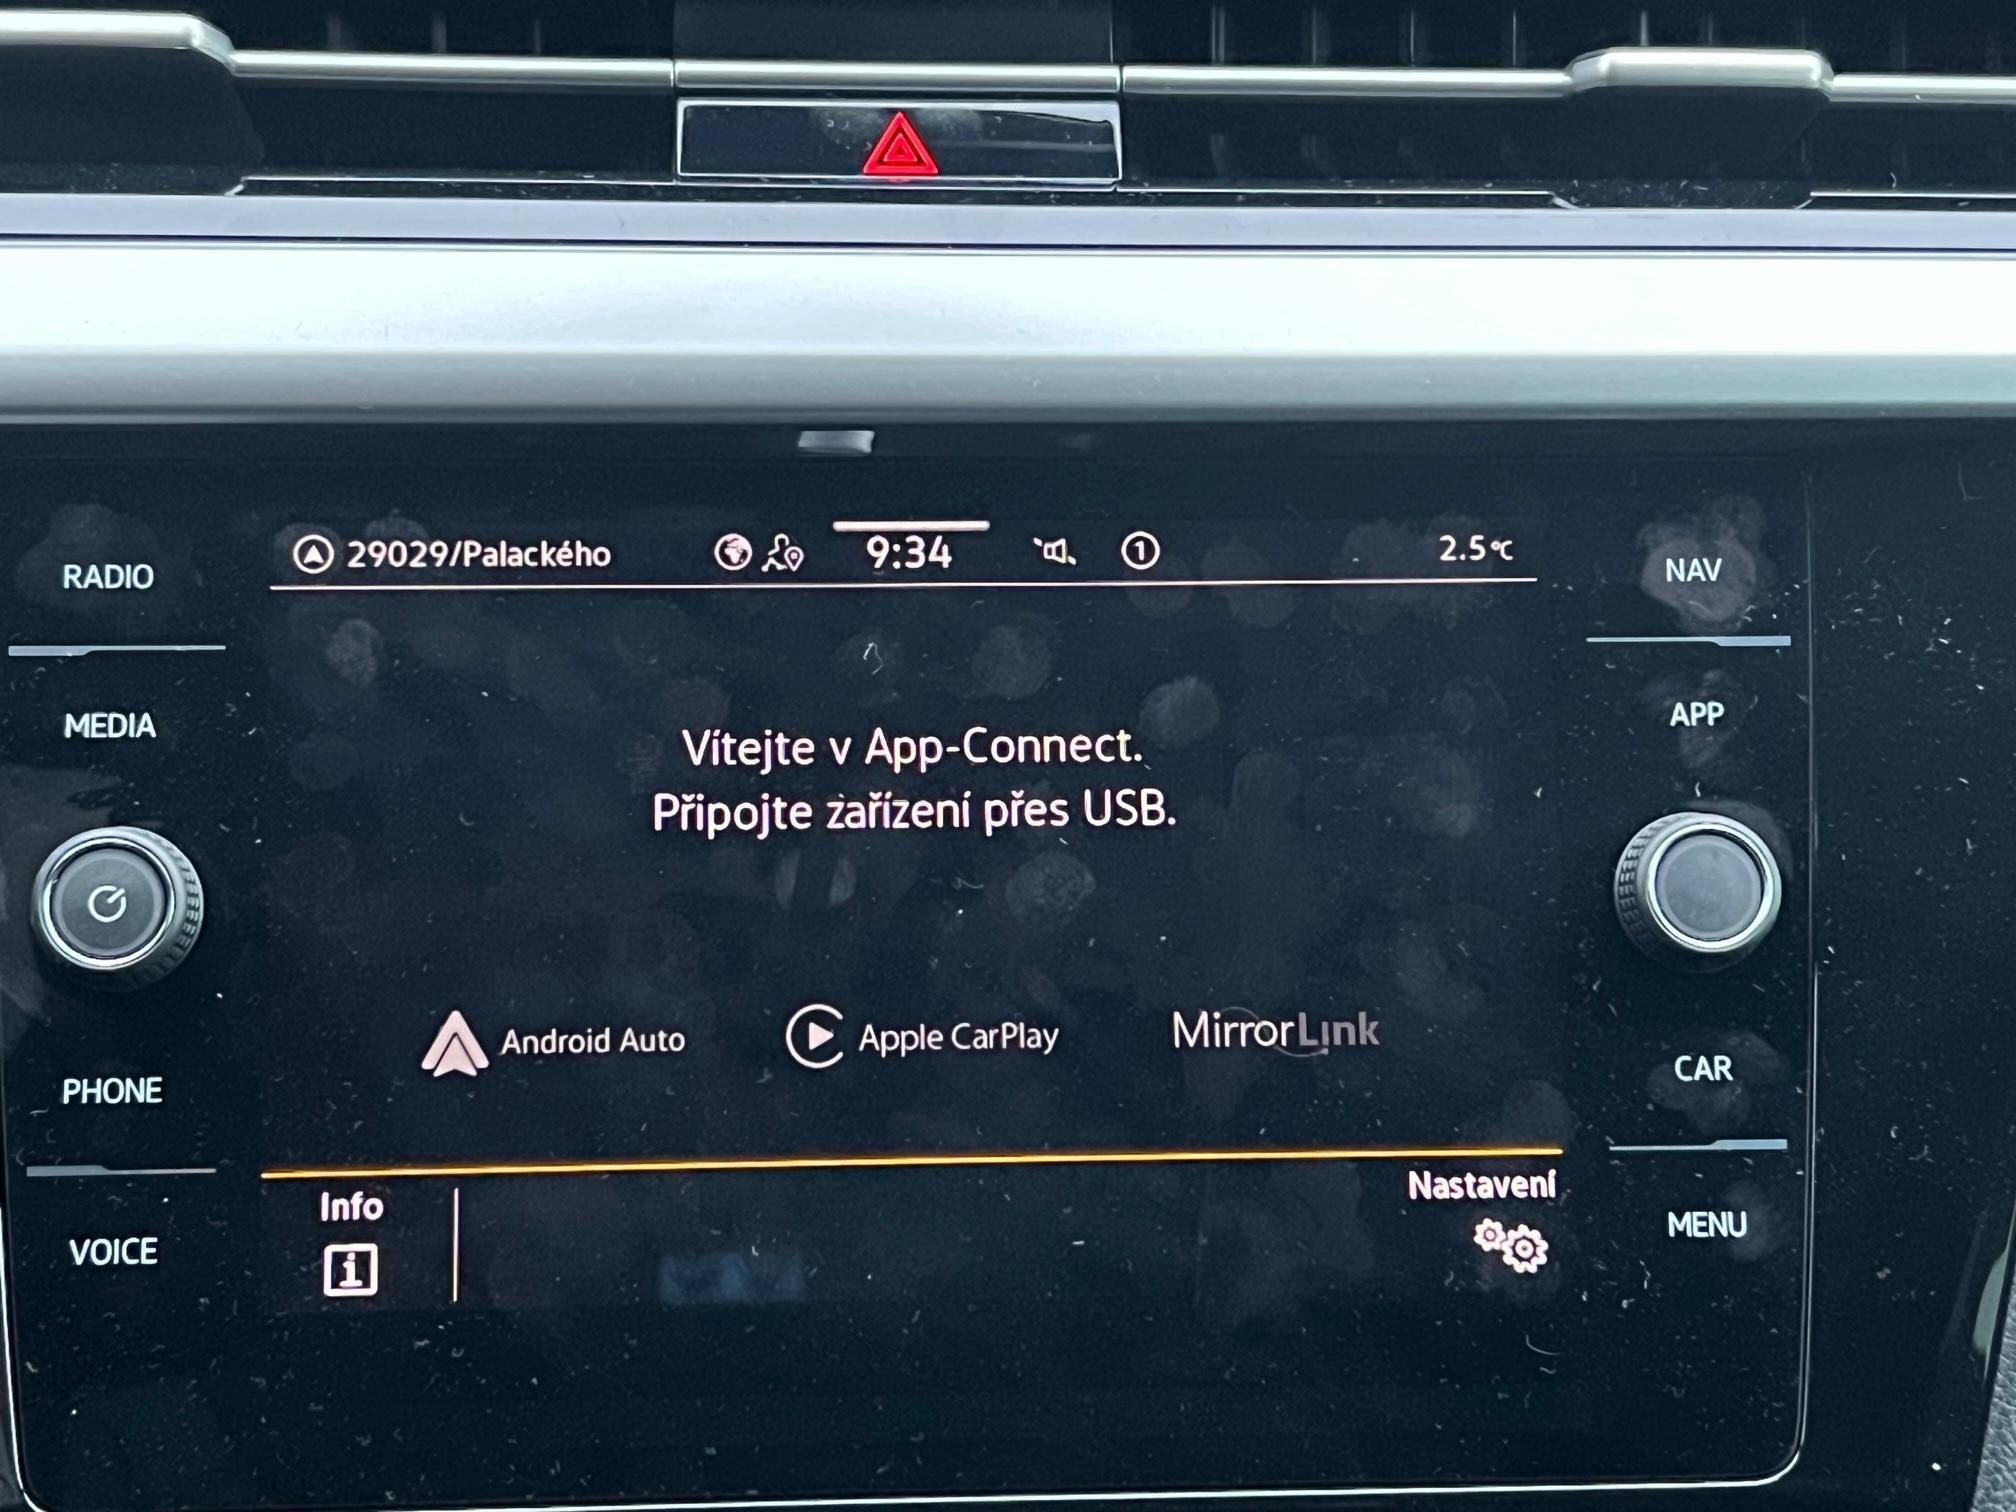 RADIO
MEDIA
PHONE
VOICE
29029/Palackého
9:34
1
2.5°C
Vítejte v App-Connect.
Připojte zařízení přes USB.
Android Auto
Apple CarPlay
MirrorLink
Info
i
Nastavení
NAV
APP
CAR
MENU